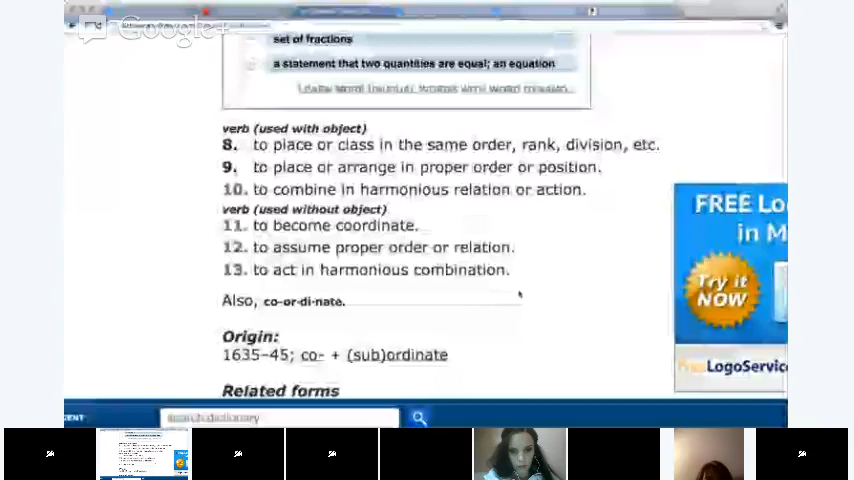 Google+
set of fractions
a statement that two quantities are equal; an equation
verb (used with object)
8. to place or class in the same order, rank, division, etc.
9. to place or arrange in proper order or position.
10. to combine in harmonious relation or action.
verb (used without object)
11. to become coordinate.
12. to assume proper order or relation.
13. to act in harmonious combination.
Also, co-or-di-nate.
Origin:
1635–45; co- + (sub)ordinate
Related forms
FREE Lo
in M
Try it
NOW
FreeLogoServic
search dictionary